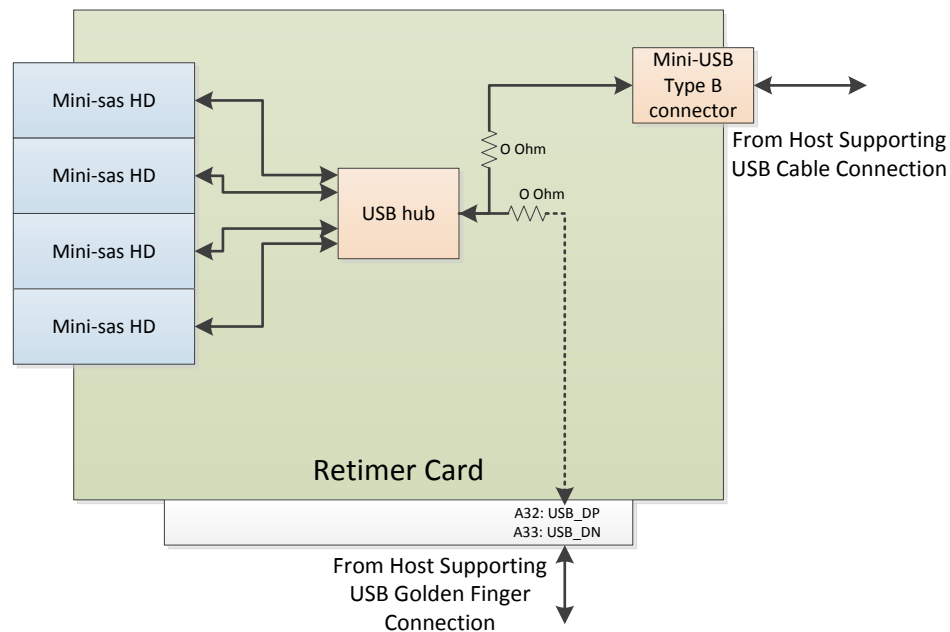 Mini-sas HD
Mini-sas HD
Mini-sas HD
Mini-sas HD
USB hub
O Ohm
O Ohm
Mini-USB
Type B
connector
From Host Supporting
USB Cable Connection
Retimer Card
A32: USB_DP
A33: USB_DN
From Host Supporting
USB Golden Finger
Connection